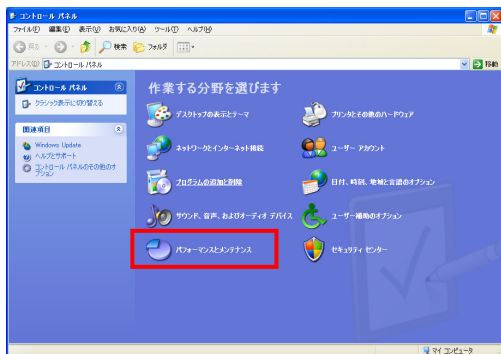 コントロール パネル
ファイル(F) 編集(E) 表示(V) お気に入り(A) ツール(T) ヘルプ(H)
戻る 検索 フォルダ
アドレス(D) コントロール パネル 移動
コントロール パネル
クラシック表示に切り替える
関連項目
Windows Update
ヘルプとサポート
コントロール パネルのその他のオプション
作業する分野を選びます
デスクトップの表示とテーマ
プリンタとその他のハードウェア
ネットワークとインターネット接続
ユーザー アカウント
プログラムの追加と削除
日付、時刻、地域と言語のオプション
サウンド、音声、およびオーディオ デバイス
ユーザー補助のオプション
パフォーマンスとメンテナンス
セキュリティ センター
マイ コンピュータ